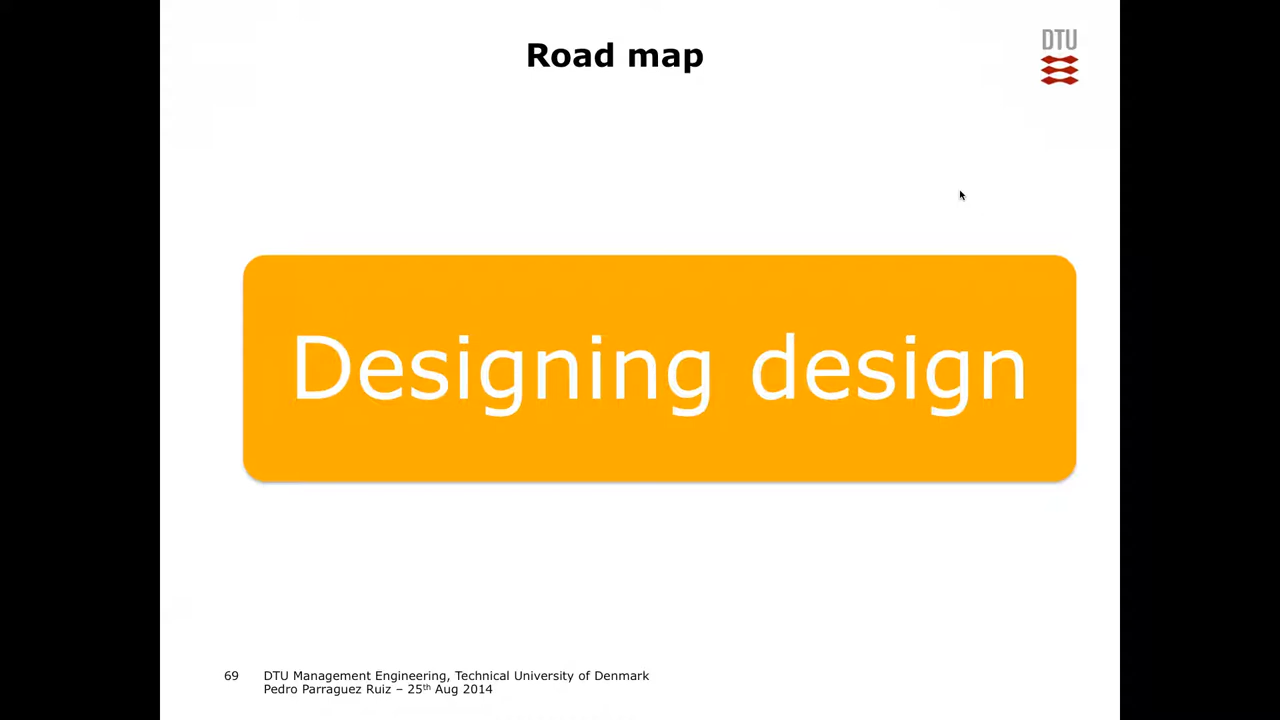 Road map
DTU
Designing design
69 DTU Management Engineering, Technical University of Denmark
Pedro Parraguez Ruiz – 25th Aug 2014